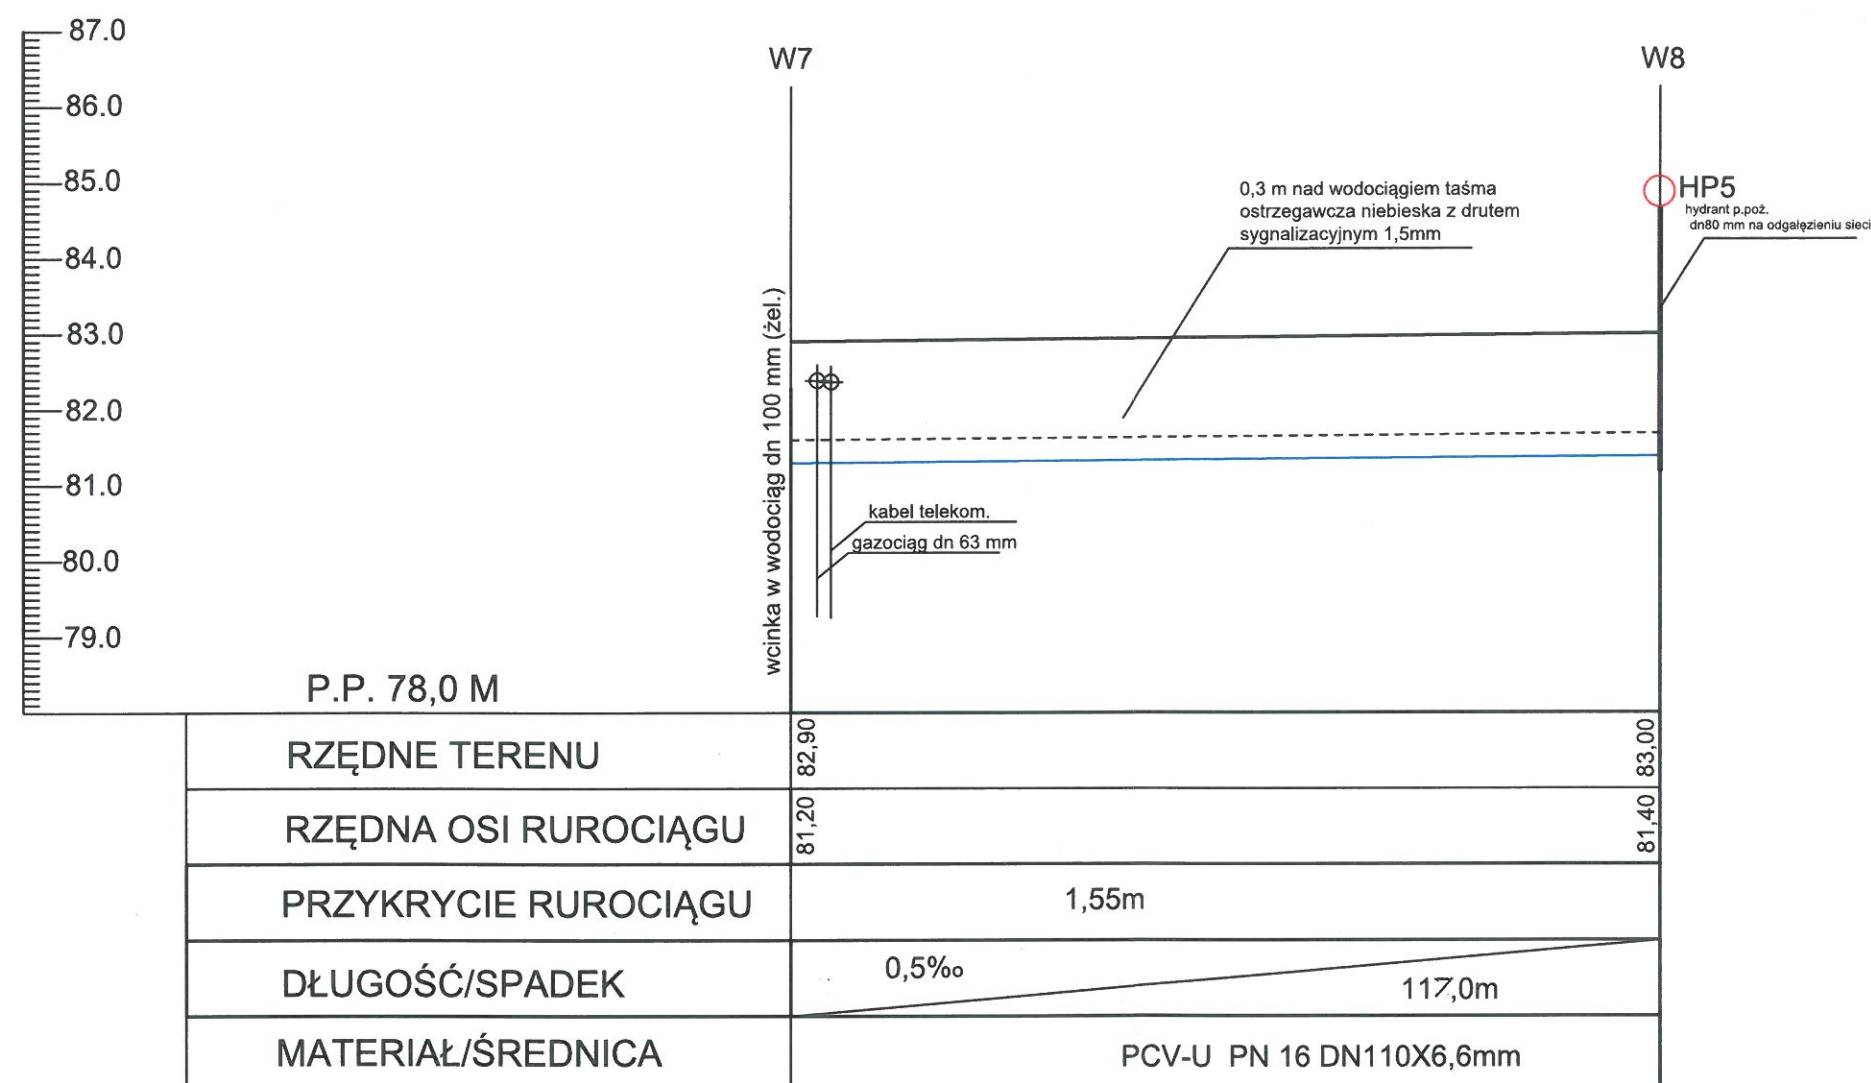 87.0
86.0
85.0
84.0
83.0
82.0
81.0
80.0
79.0
W7
W8
HP5
hydrant p.poż.
dn80 mm na odgałęzieniu sieci
0,3 m nad wodociągiem taśma
ostrzegawcza niebieska z drutem
sygnalizacyjnym 1,5mm
wcinka w wodociąg dn 100 mm (żel.)
kabel telekom.
gazociąg dn 63 mm
P.P. 78,0 M
RZĘDNE TERENU
82,90
83,00
RZĘDNA OSI RUROCIĄGU
81,20
81,40
PRZYKRYCIE RUROCIĄGU
1,55m
DŁUGOŚĆ/SPADEK
0,5‰
117,0m
MATERIAŁ/ŚREDNICA
PCV-U PN 16 DN110X6,6mm